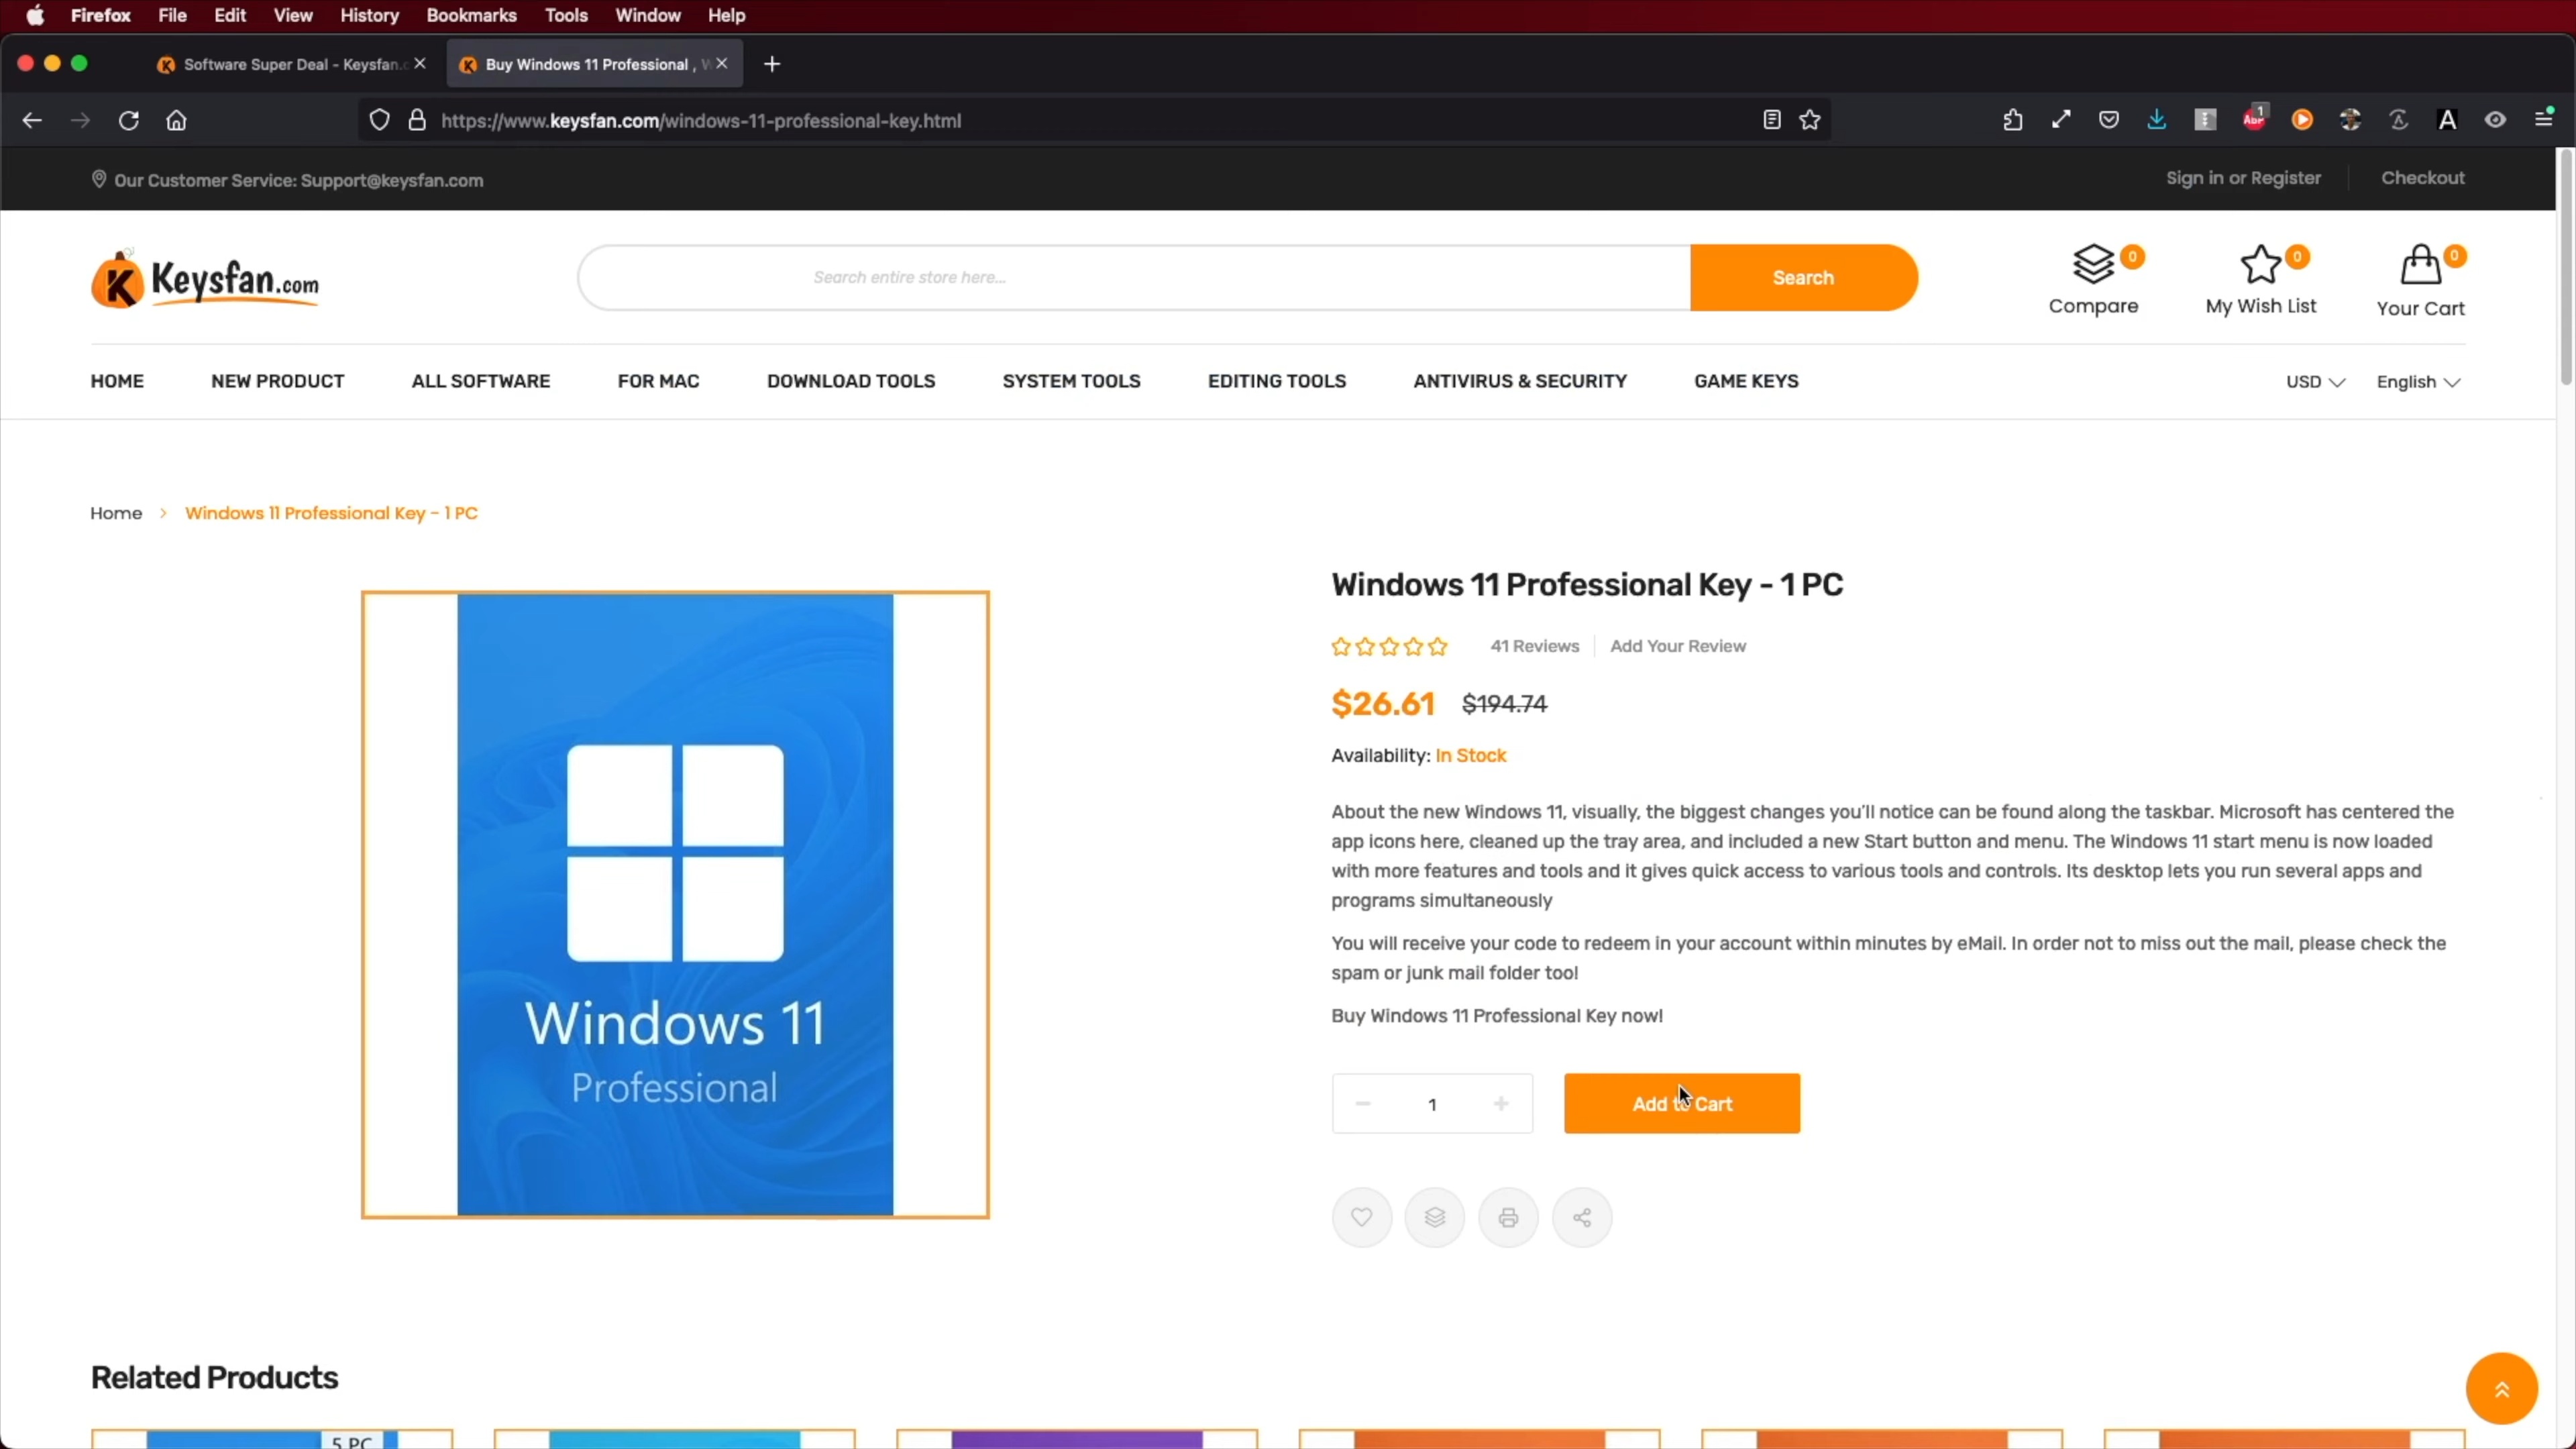 Firefox File Edit View History Bookmarks Tools Window Help
Software Super Deal - Keysfan.c
Buy Windows 11 Professional , W
https://www.keysfan.com/windows-11-professional-key.html
ABP 1
A
Our Customer Service: Support@keysfan.com
Sign in or Register
Checkout
K Keysfan.com
Search entire store here...
Search
0
Compare
0
My Wish List
0
Your Cart
HOME NEW PRODUCT ALL SOFTWARE FOR MAC DOWNLOAD TOOLS SYSTEM TOOLS EDITING TOOLS ANTIVIRUS & SECURITY GAME KEYS
USD
English
Home > Windows 11 Professional Key - 1 PC
Windows 11
Professional
Windows 11 Professional Key - 1 PC
41 Reviews
Add Your Review
$26.61 $194.74
Availability: In Stock
About the new Windows 11, visually, the biggest changes you'll notice can be found along the taskbar. Microsoft has centered the
app icons here, cleaned up the tray area, and included a new Start button and menu. The Windows 11 start menu is now loaded
with more features and tools and it gives quick access to various tools and controls. Its desktop lets you run several apps and
programs simultaneously
You will receive your code to redeem in your account within minutes by eMail. In order not to miss out the mail, please check the
spam or junk mail folder too!
Buy Windows 11 Professional Key now!
1
Add to Cart
Related Products
5 PC